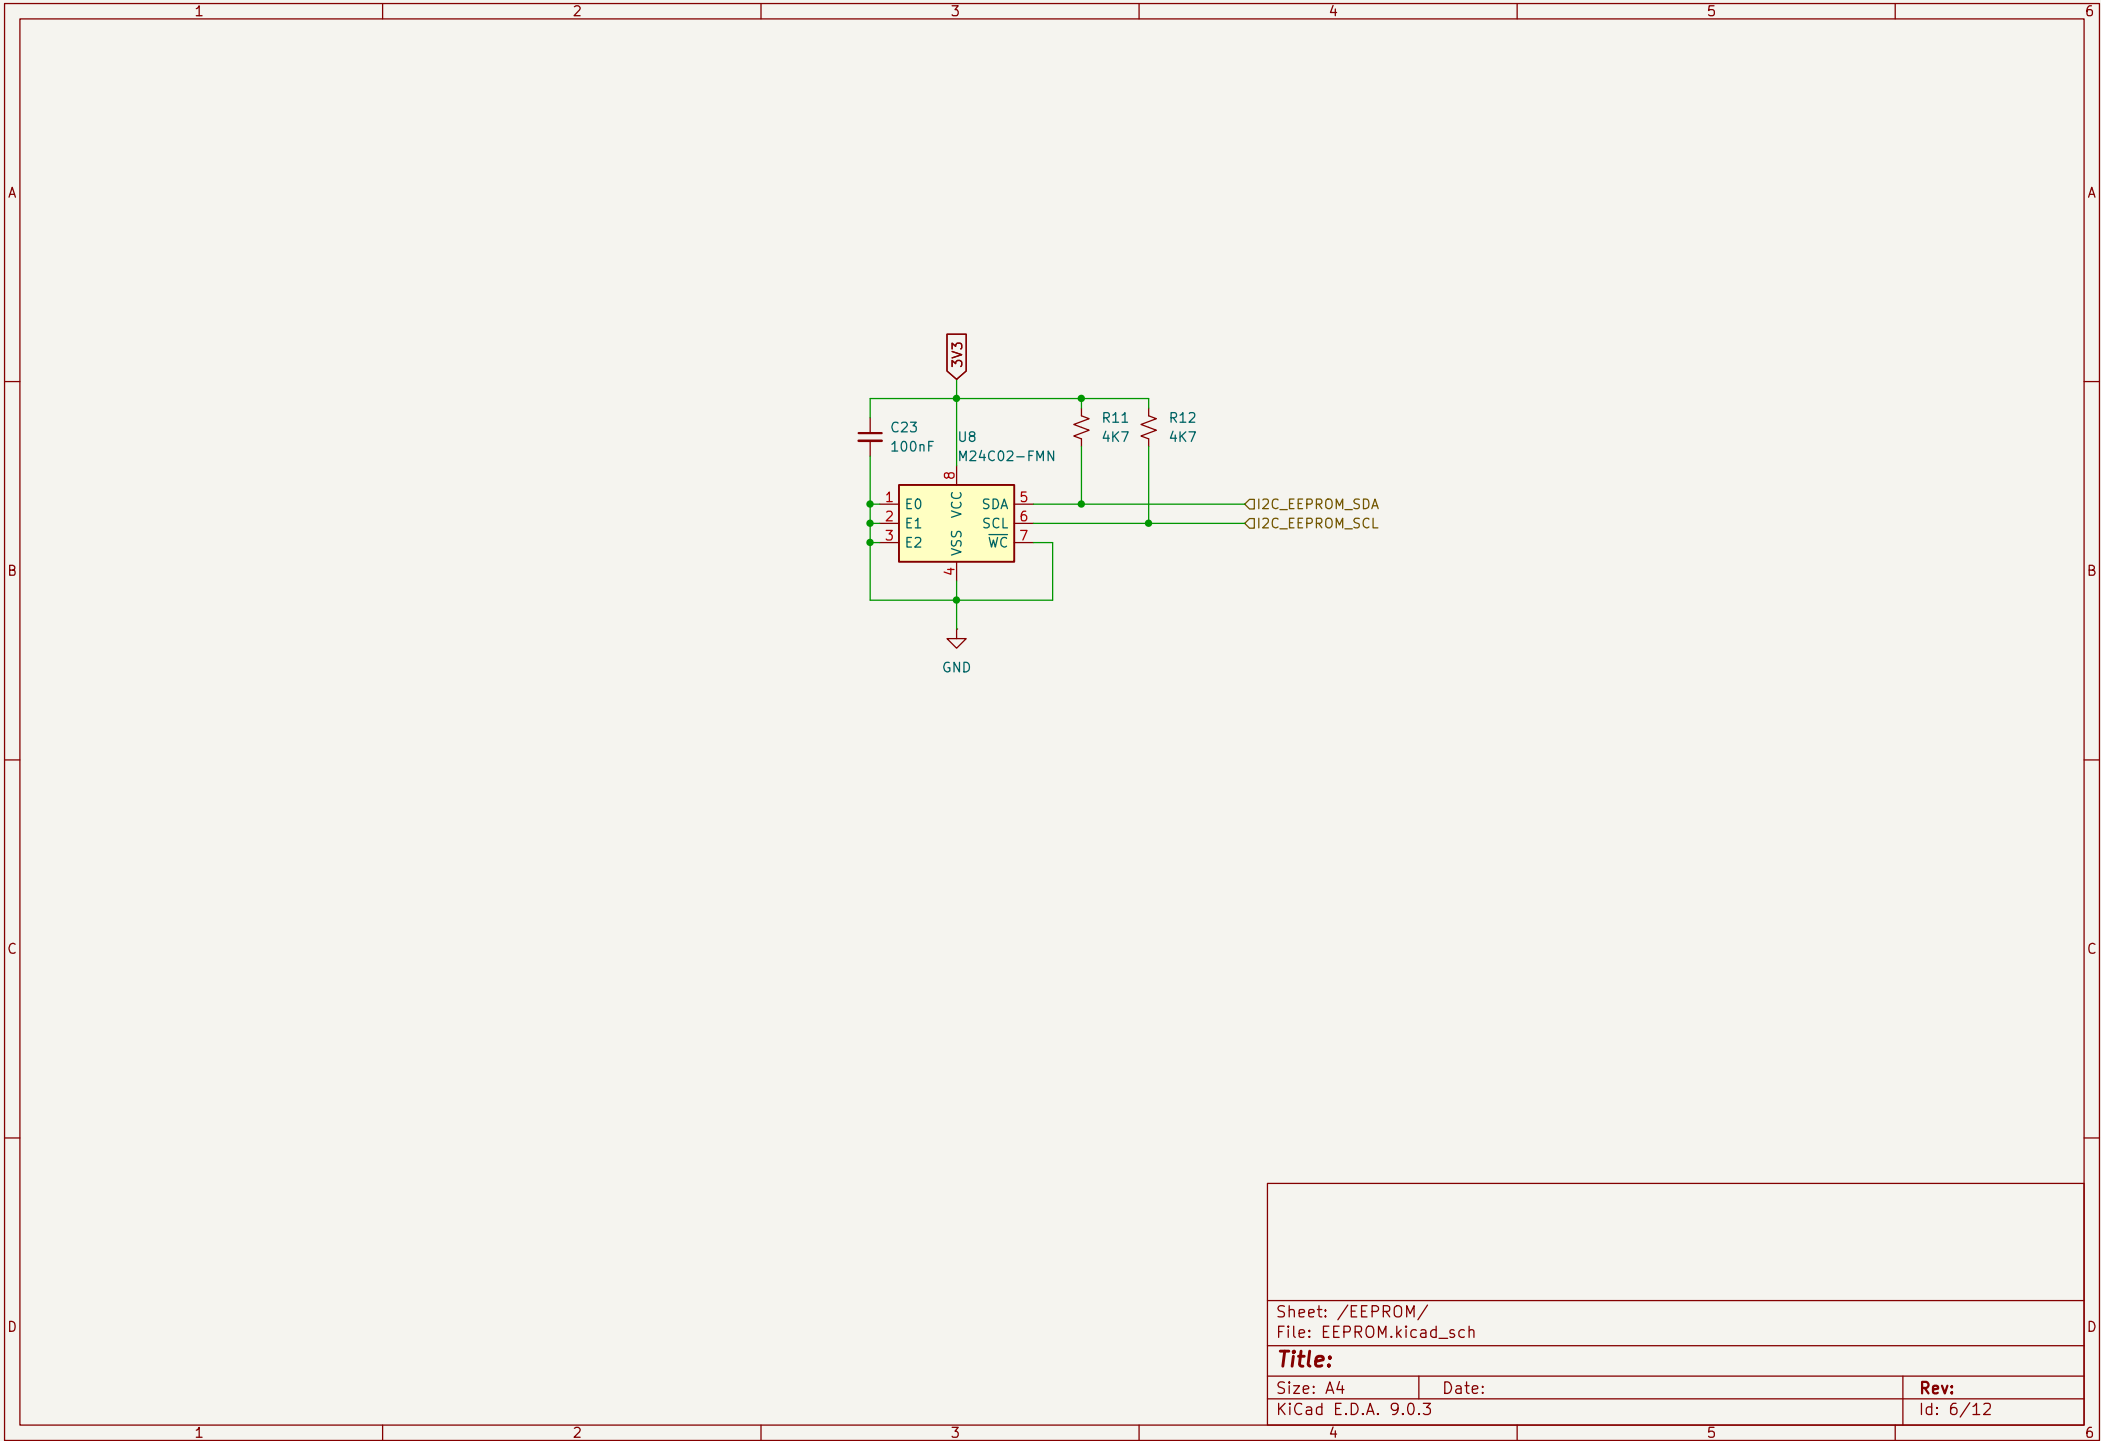 1 2 3 4 5 6
A A
3V3
C23
100nF
R11
4K7
R12
4K7
U8
M24C02-FMN
8
VCC
1 E0
2 E1
3 E2
SDA 5
SCL 6
WC 7
VSS
4
I2C_EEPROM_SDA
I2C_EEPROM_SCL
GND
B B
C C
D D
Sheet: /EEPROM/
File: EEPROM.kicad_sch
Title:
Size: A4 Date: Rev:
KiCad E.D.A. 9.0.3 Id: 6/12
1 2 3 4 5 6